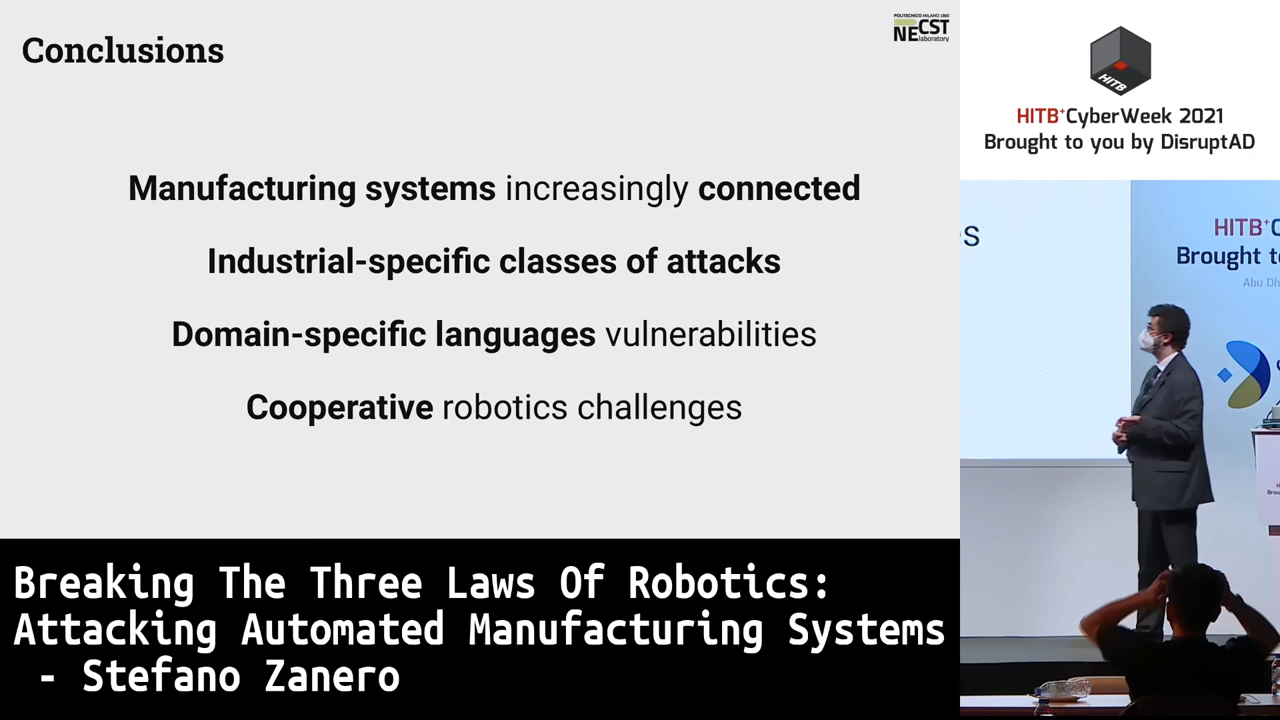 Conclusions
POLITECNICO MILANO 1863
NECST
laboratory
Manufacturing systems increasingly connected
Industrial-specific classes of attacks
Domain-specific languages vulnerabilities
Cooperative robotics challenges
Breaking The Three Laws Of Robotics:
Attacking Automated Manufacturing Systems
- Stefano Zanero
HITB
HITB+CyberWeek 2021
Brought to you by DisruptAD
s
HITB+C
Brought t
Abu Dh